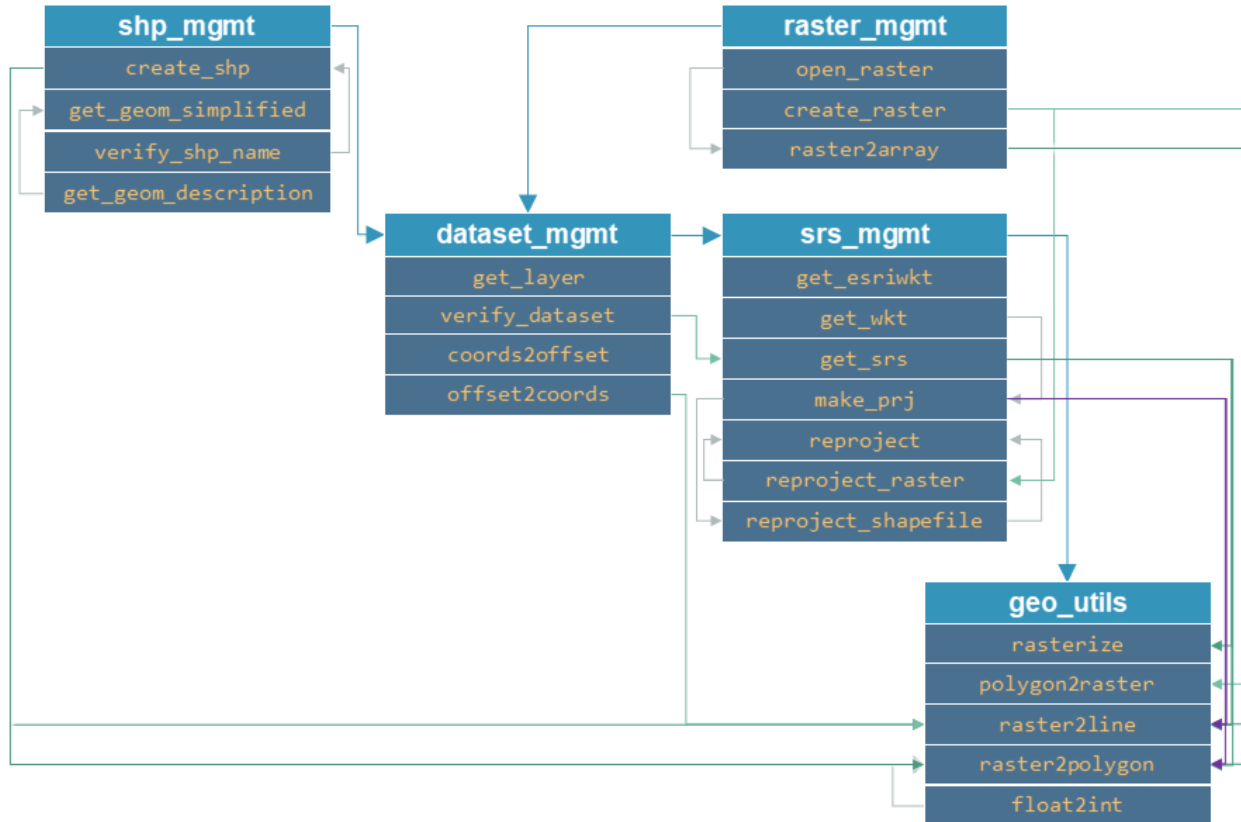 shp_mgmt
create_shp
get_geom_simplified
verify_shp_name
get_geom_description
raster_mgmt
open_raster
create_raster
raster2array
dataset_mgmt
get_layer
verify_dataset
coords2offset
offset2coords
srs_mgmt
get_esriwkt
get_wkt
get_srs
make_prj
reproject
reproject_raster
reproject_shapefile
geo_utils
rasterize
polygon2raster
raster2line
raster2polygon
float2int